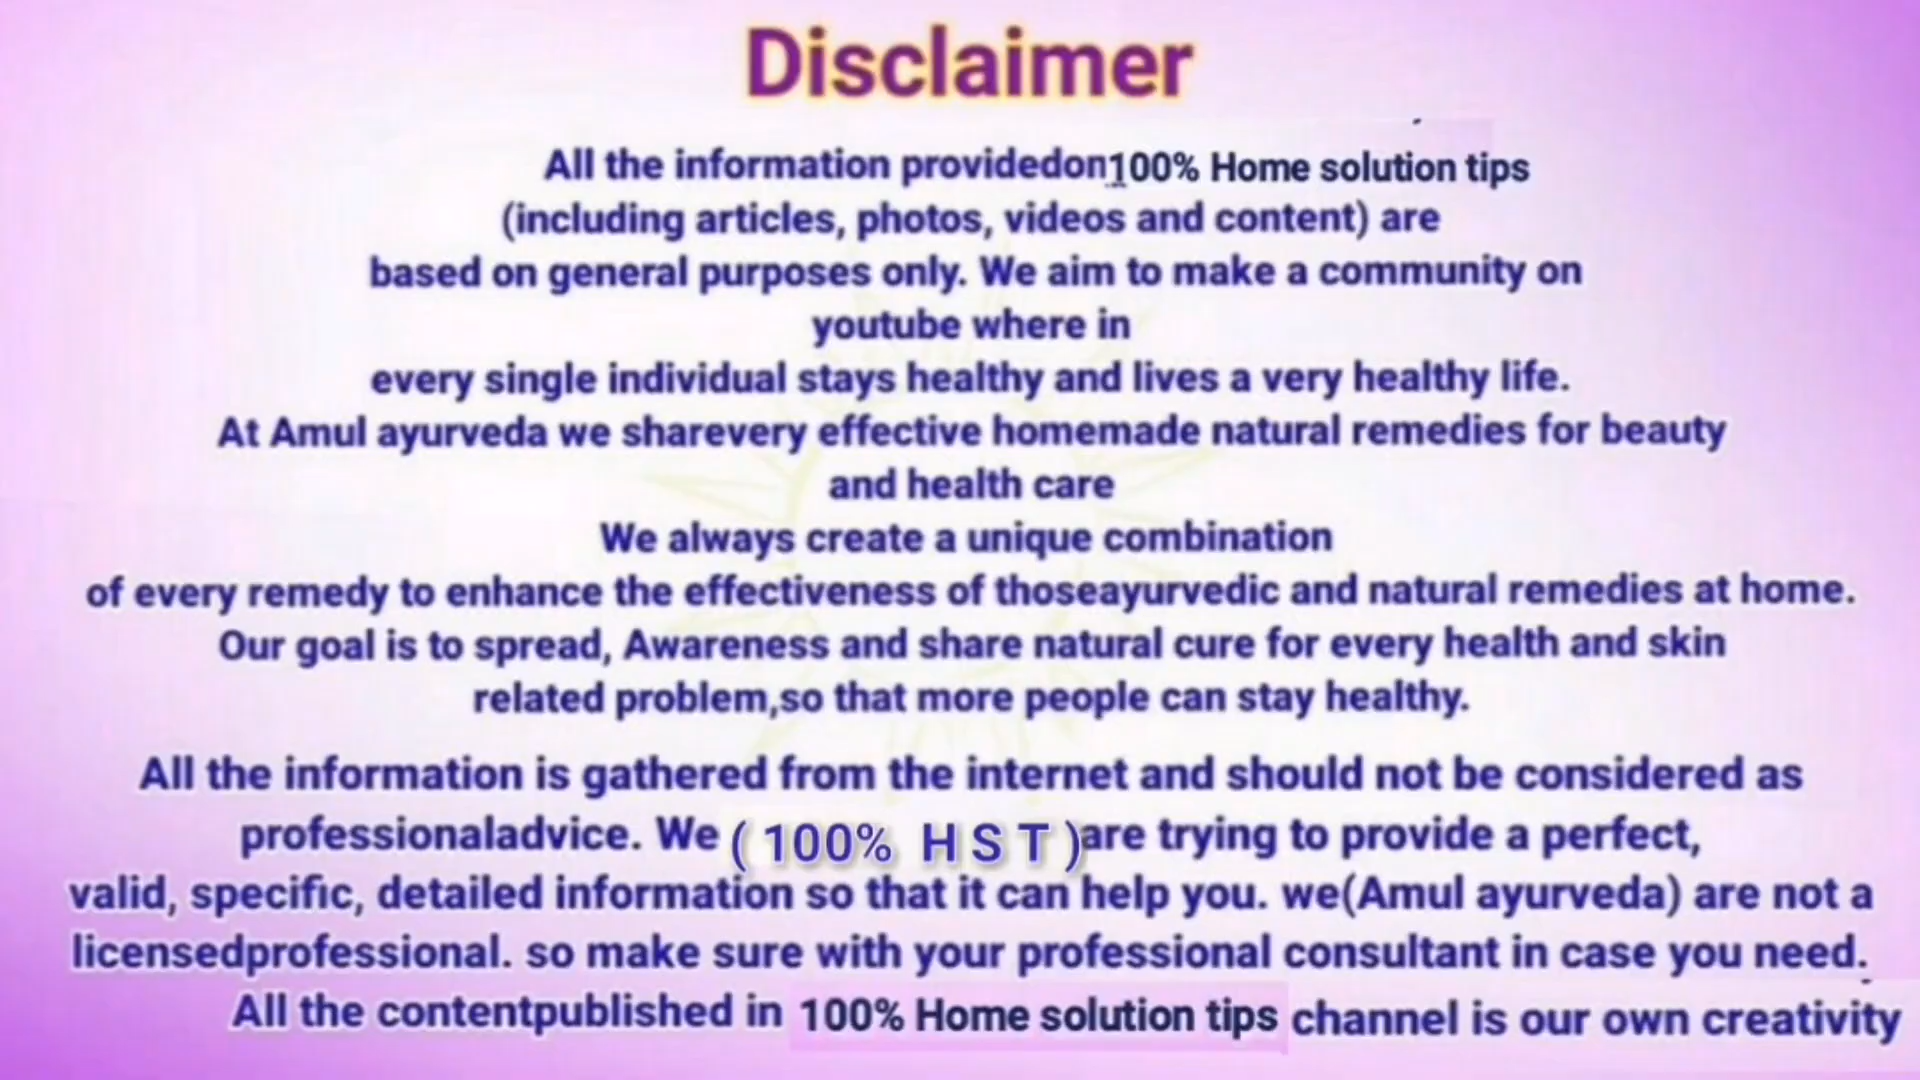 Disclaimer
All the information providedon100% Home solution tips
(including articles, photos, videos and content) are
based on general purposes only. We aim to make a community on
youtube where in
every single individual stays healthy and lives a very healthy life.
At Amul ayurveda we sharevery effective homemade natural remedies for beauty
and health care
We always create a unique combination
of every remedy to enhance the effectiveness of thoseayurvedic and natural remedies at home.
Our goal is to spread, Awareness and share natural cure for every health and skin
related problem,so that more people can stay healthy.
All the information is gathered from the internet and should not be considered as
professionaladvice. We ( 100% H S T )are trying to provide a perfect,
valid, specific, detailed information so that it can help you. we(Amul ayurveda) are not a
licensedprofessional. so make sure with your professional consultant in case you need.
All the contentpublished in 100% Home solution tips channel is our own creativity